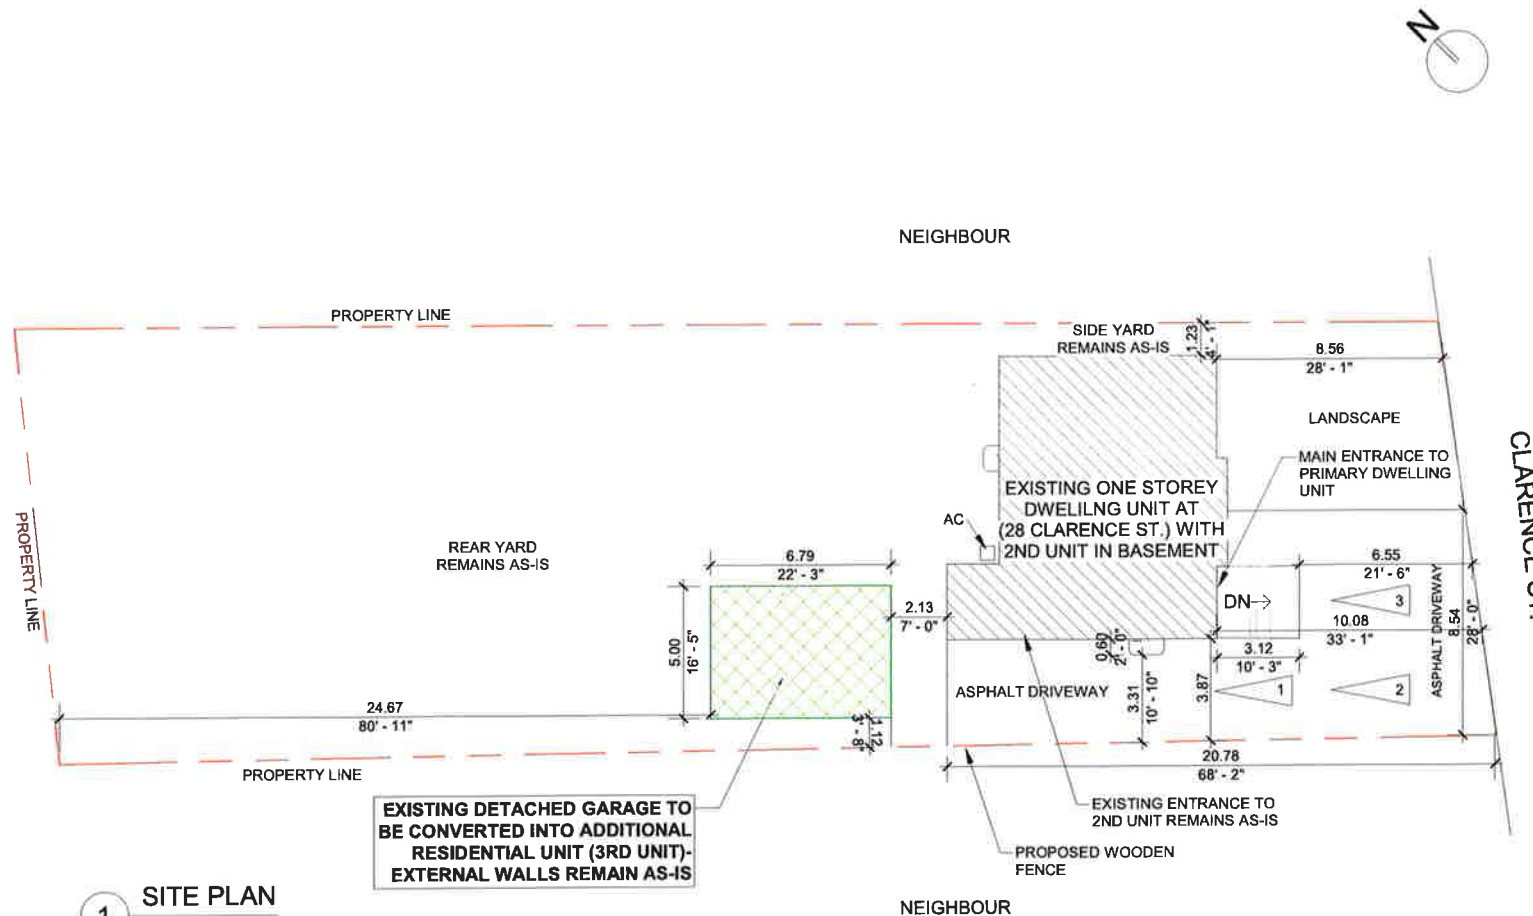 N
NEIGHBOUR
PROPERTY LINE
SIDE YARD
REMAINS AS-IS
1.23
4' - 1"
8.56
28' - 1"
LANDSCAPE
MAIN ENTRANCE TO
PRIMARY DWELLING
UNIT
EXISTING ONE STOREY
DWELILNG UNIT AT
(28 CLARENCE ST.) WITH
2ND UNIT IN BASEMENT
AC
PROPERTY LINE
REAR YARD
REMAINS AS-IS
6.79
22' - 3"
2.13
7' - 0"
5.00
16' - 5"
6.55
21' - 6"
DN
3
10.08
33' - 1"
8.54
28' - 0"
ASPHALT DRIVEWAY
0.60
2' - 0"
3.12
10' - 3"
ASPHALT DRIVEWAY
3.31
10' - 10"
3.87
1
2
24.67
80' - 11"
1.12
3' - 8"
20.78
68' - 2"
PROPERTY LINE
EXISTING DETACHED GARAGE TO
BE CONVERTED INTO ADDITIONAL
RESIDENTIAL UNIT (3RD UNIT)-
EXTERNAL WALLS REMAIN AS-IS
EXISTING ENTRANCE TO
2ND UNIT REMAINS AS-IS
PROPOSED WOODEN
FENCE
1
SITE PLAN
NEIGHBOUR
CLARENCE